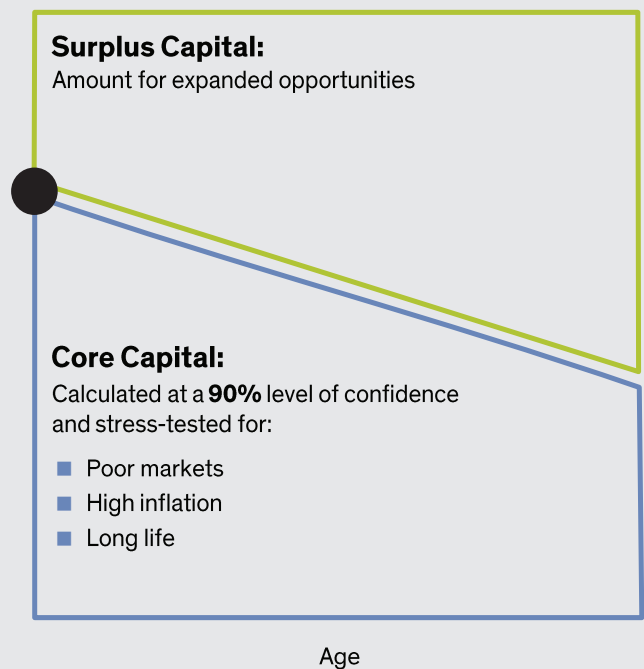 Surplus Capital:
Amount for expanded opportunities
Core Capital:
Calculated at a 90% level of confidence
and stress-tested for:
Poor markets
High inflation
Long life
Age